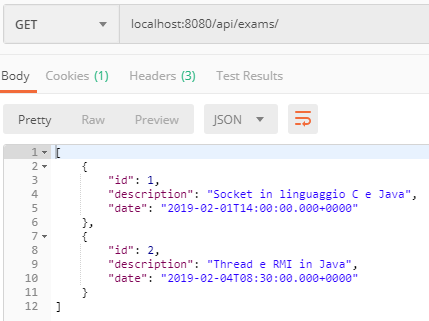 GET localhost:8080/api/exams/
Body Cookies (1) Headers (3) Test Results
Pretty Raw Preview JSON
1 [
2 {
3 "id": 1,
4 "description": "Socket in linguaggio C e Java",
5 "date": "2019-02-01T14:00:00.000+0000"
6 },
7 {
8 "id": 2,
9 "description": "Thread e RMI in Java",
10 "date": "2019-02-04T08:30:00.000+0000"
11 }
12 ]